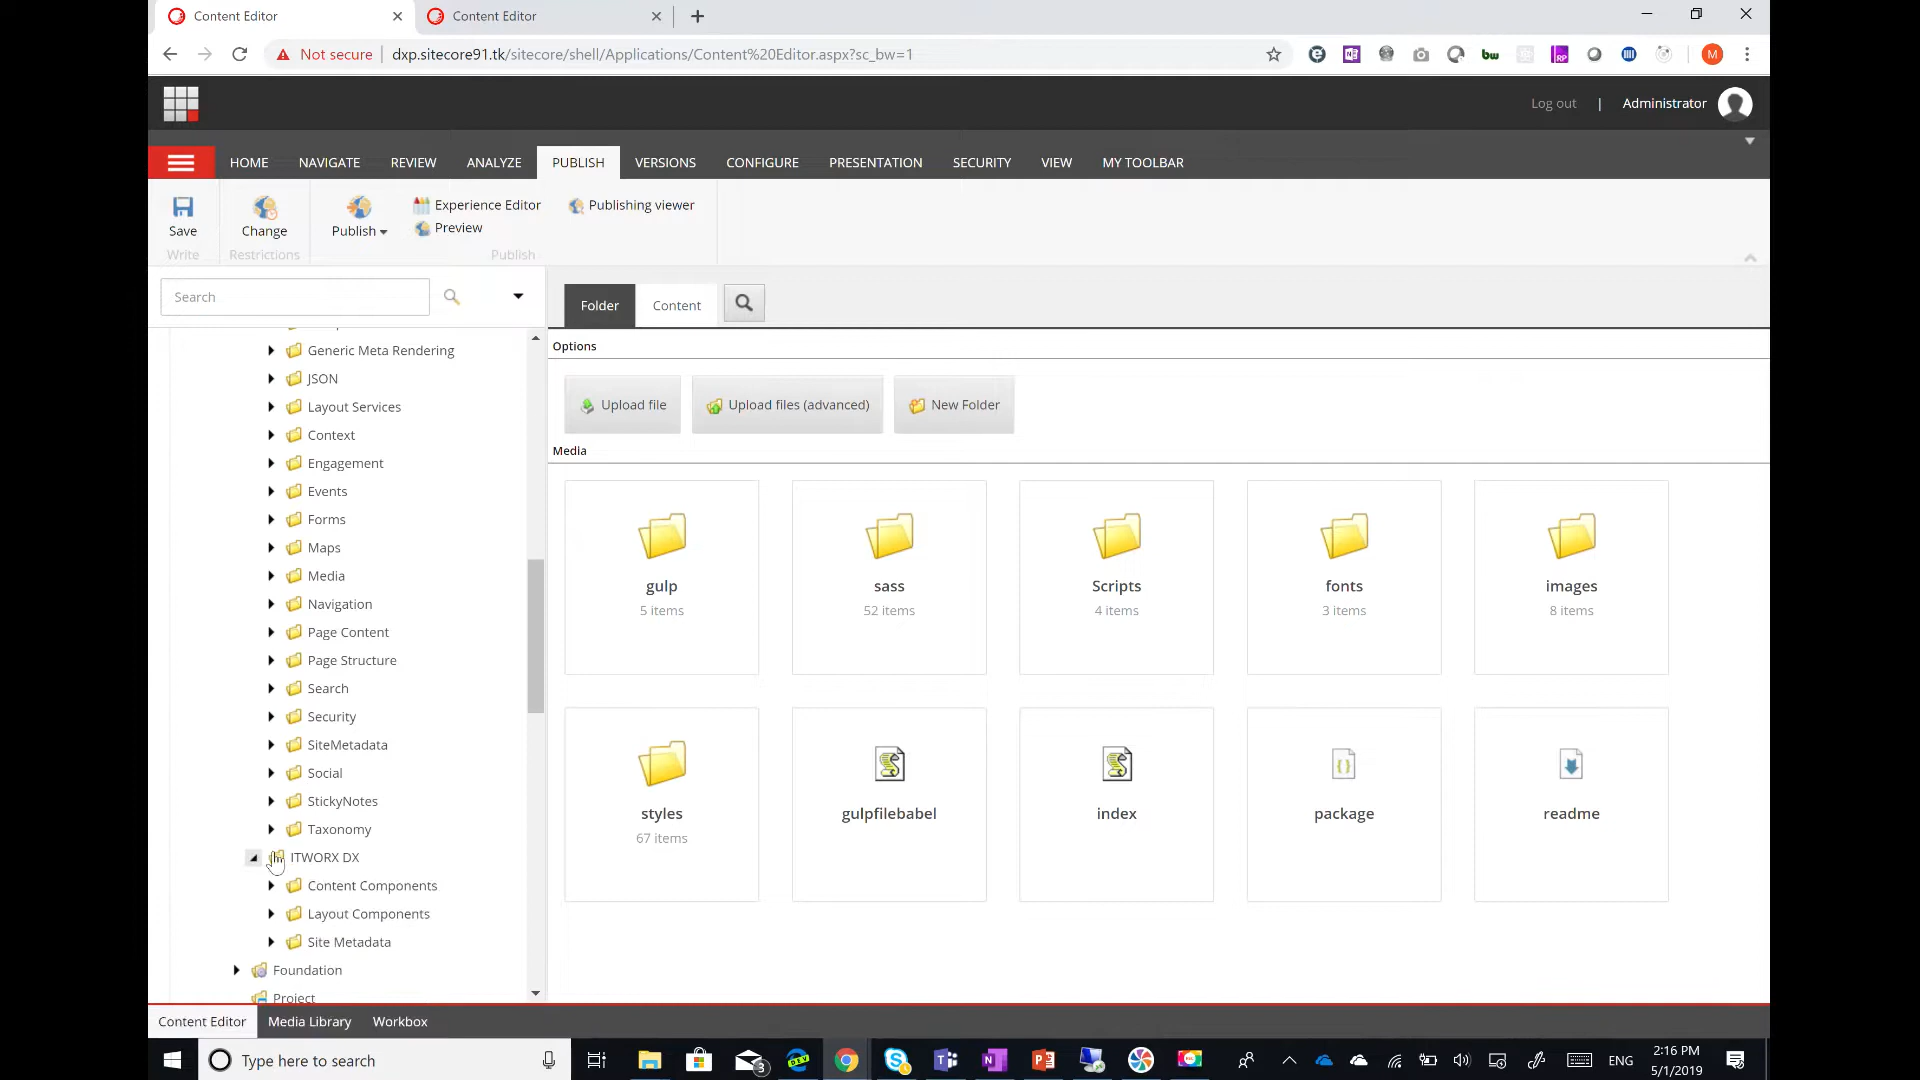 Content Editor
Content Editor
Not secure | dxp.sitecore91.tk/sitecore/shell/Applications/Content%20Editor.aspx?sc_bw=1
Log out | Administrator
HOME NAVIGATE REVIEW ANALYZE PUBLISH VERSIONS CONFIGURE PRESENTATION SECURITY VIEW MY TOOLBAR
Save
Write
Change
Restrictions
Publish
Experience Editor
Preview
Publishing viewer
Publish
Search
Folder
Content
Generic Meta Rendering
JSON
Layout Services
Context
Engagement
Events
Forms
Maps
Media
Navigation
Page Content
Page Structure
Search
Security
SiteMetadata
Social
StickyNotes
Taxonomy
ITWORX DX
Content Components
Layout Components
Site Metadata
Foundation
Project
Options
Upload file
Upload files (advanced)
New Folder
Media
gulp
5 items
sass
52 items
Scripts
4 items
fonts
3 items
images
8 items
styles
67 items
gulpfilebabel
index
package
readme
Content Editor
Media Library
Workbox
Type here to search
3
ENG
2:16 PM
5/1/2019